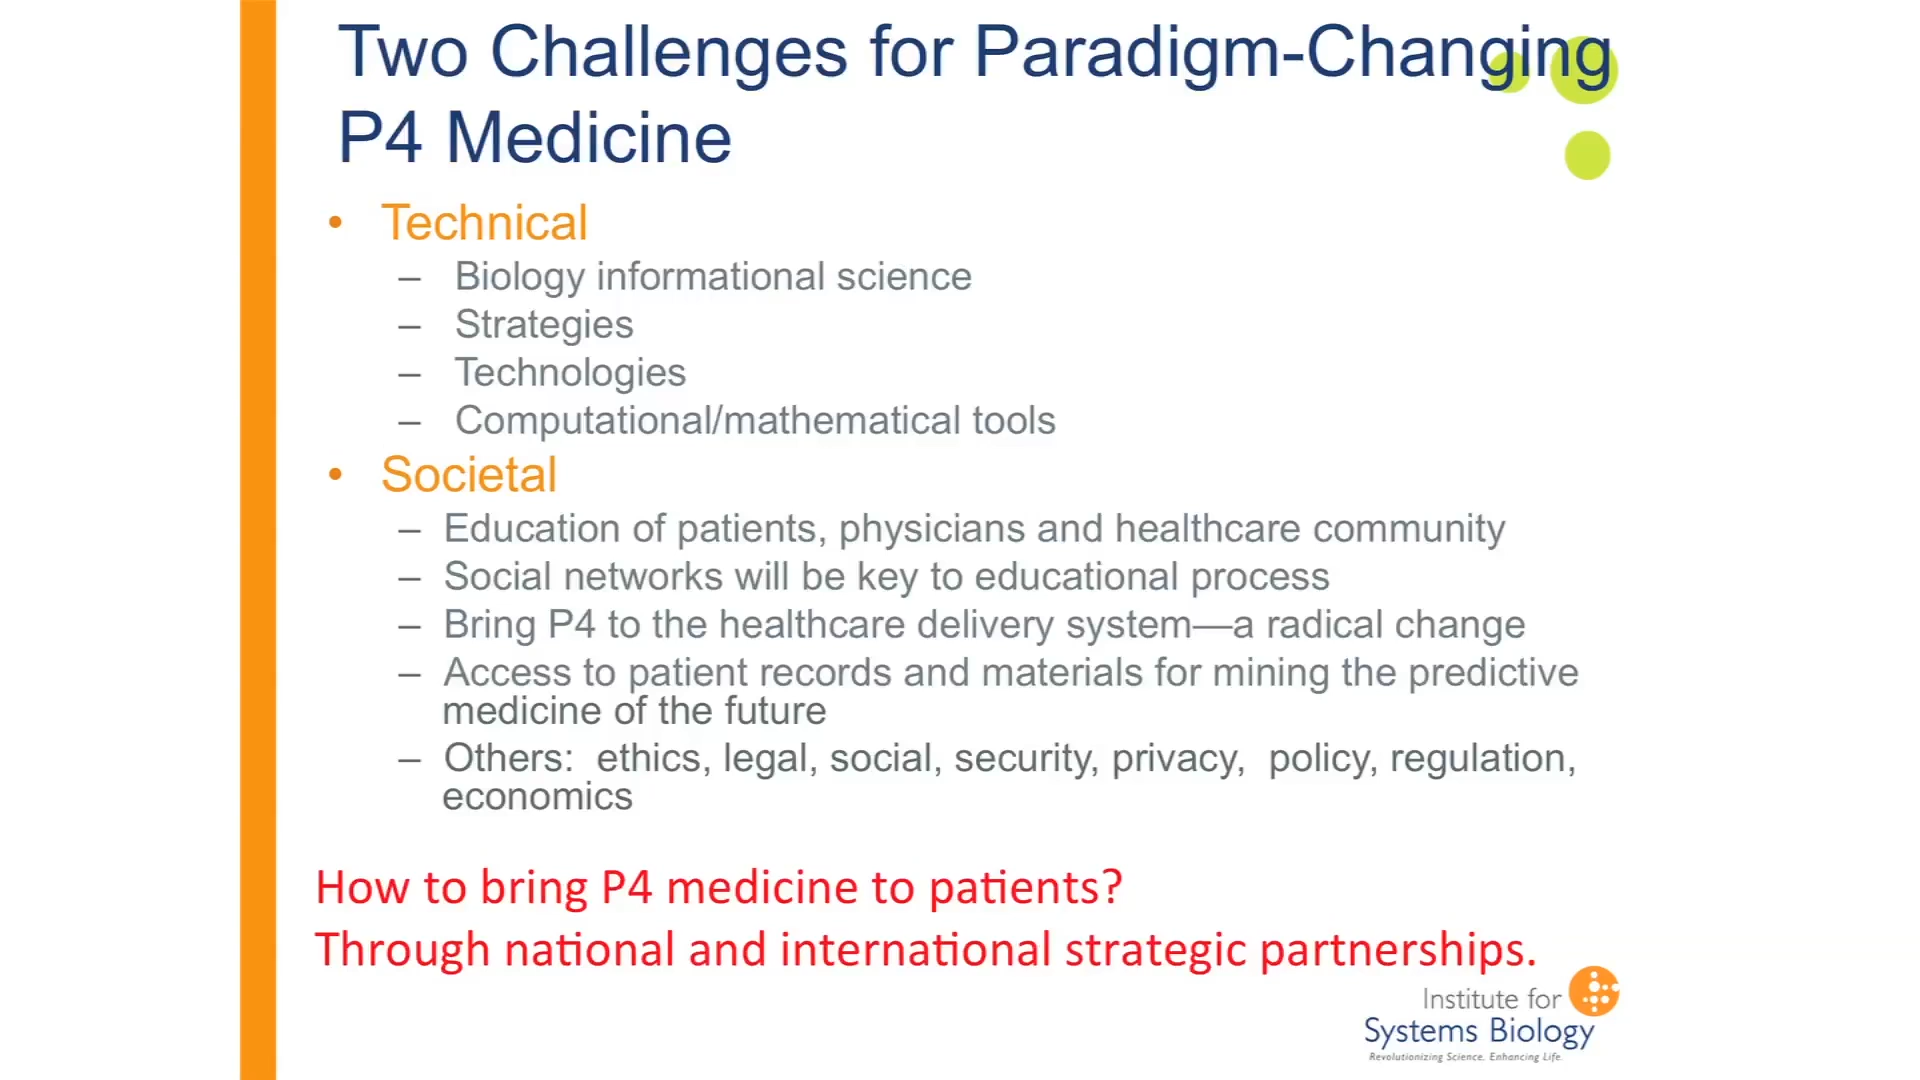 Two Challenges for Paradigm-Changing
P4 Medicine
• Technical
– Biology informational science
– Strategies
– Technologies
– Computational/mathematical tools
• Societal
– Education of patients, physicians and healthcare community
– Social networks will be key to educational process
– Bring P4 to the healthcare delivery system—a radical change
– Access to patient records and materials for mining the predictive
medicine of the future
– Others:  ethics, legal, social, security, privacy,  policy, regulation,
economics
How to bring P4 medicine to patients?
Through national and international strategic partnerships.
Institute for
Systems Biology
Revolutionizing Science. Enhancing Life.